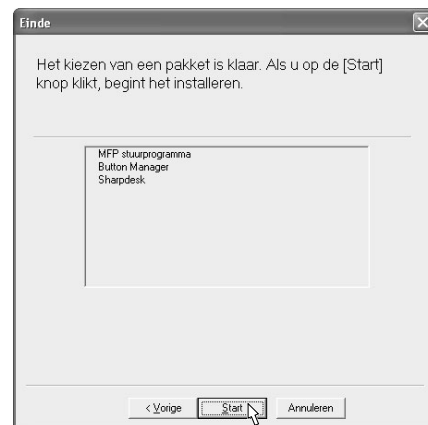 Einde
Het kiezen van een pakket is klaar. Als u op de [Start]
knop klikt, begint het installeren.
MFP stuurprogramma
Button Manager
Sharpdesk
< Vorige
Start
Annuleren